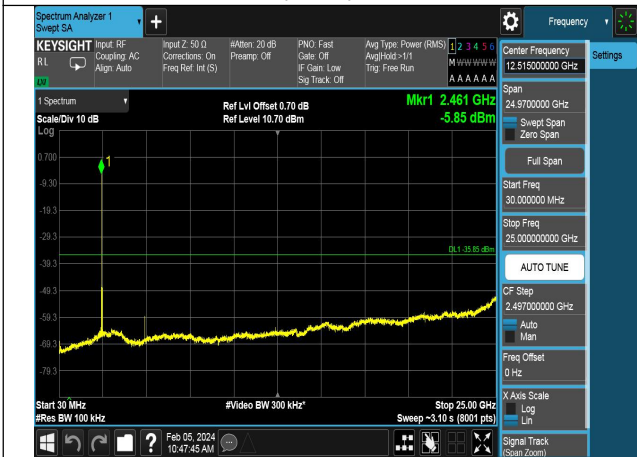 Spectrum Analyzer 1
Swept SA
+
Frequency
KEYSIGHT
RL
Input: RF
Coupling: AC
Align: Auto
Input Z: 50 Ω
Corrections: On
Freq Ref: Int (S)
#Atten: 20 dB
Preamp: Off
PNO: Fast
Gate: Off
IF Gain: Low
Sig Track: Off
Avg Type: Power (RMS)
Avg|Hold:>1/1
Trig: Free Run
1 2 3 4 5 6
M W W W W W
A A A A A A
1 Spectrum
Scale/Div 10 dB
Ref Lvl Offset 0.70 dB
Ref Level 10.70 dBm
Mkr1 2.461 GHz
-5.85 dBm
Log
1
0.700
-9.30
-19.3
-29.3
-39.3
-49.3
-59.3
-69.3
-79.3
DL1 -35.85 dBm
Start 30 MHz
#Res BW 100 kHz
#Video BW 300 kHz*
Stop 25.00 GHz
Sweep ~3.10 s (8001 pts)
?
Feb 05, 2024
10:47:45 AM
Center Frequency
12.515000000 GHz
Settings
Span
24.9700000 GHz
Swept Span
Zero Span
Full Span
Start Freq
30.000000 MHz
Stop Freq
25.000000000 GHz
AUTO TUNE
CF Step
2.497000000 GHz
Auto
Man
Freq Offset
0 Hz
X Axis Scale
Log
Lin
Signal Track
(Span Zoom)